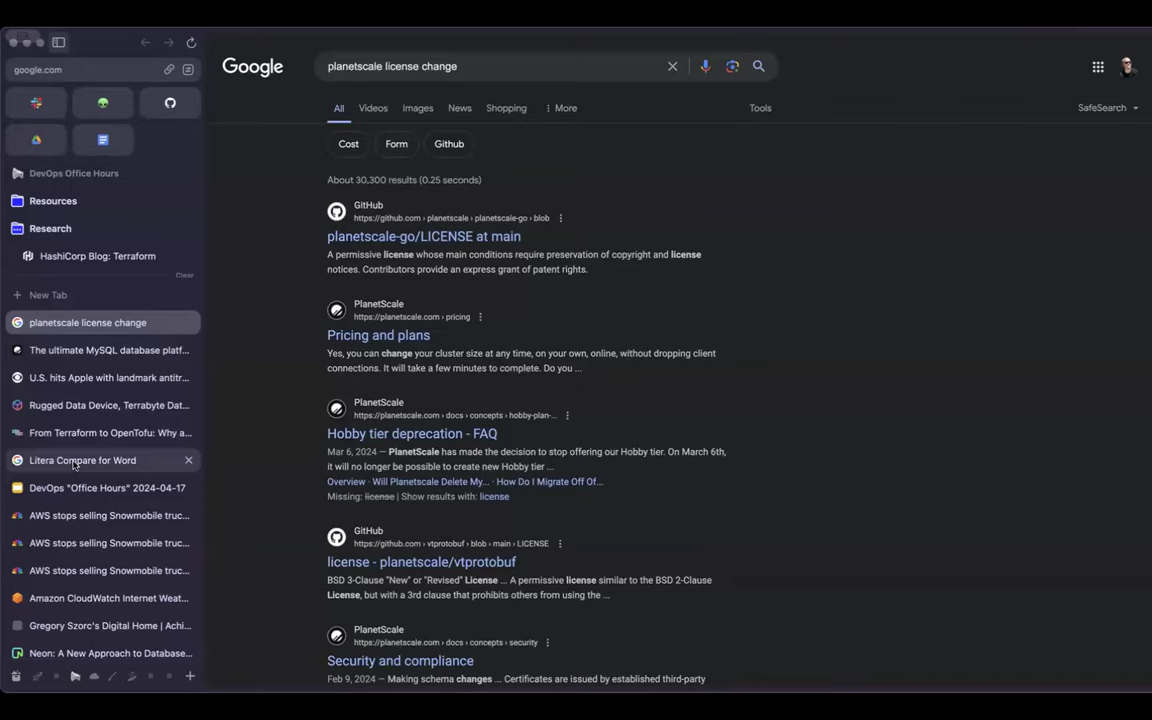 google.com
DevOps Office Hours
Resources
Research
HashiCorp Blog: Terraform
Clear
New Tab
planetscale license change
The ultimate MySQL database platf...
U.S. hits Apple with landmark antitr...
Rugged Data Device, Terrabyte Dat...
From Terraform to OpenTofu: Why a...
Litera Compare for Word
DevOps "Office Hours" 2024-04-17
AWS stops selling Snowmobile truc...
AWS stops selling Snowmobile truc...
AWS stops selling Snowmobile truc...
Amazon CloudWatch Internet Weat...
Gregory Szorc's Digital Home | Achi...
Neon: A New Approach to Database...
Google
planetscale license change
All Videos Images News Shopping More Tools SafeSearch
Cost Form Github
About 30,300 results (0.25 seconds)
GitHub
https://github.com › planetscale › planetscale-go › blob
planetscale-go/LICENSE at main
A permissive license whose main conditions require preservation of copyright and license
notices. Contributors provide an express grant of patent rights.
PlanetScale
https://planetscale.com › pricing
Pricing and plans
Yes, you can change your cluster size at any time, on your own, online, without dropping client
connections. It will take a few minutes to complete. Do you ...
PlanetScale
https://planetscale.com › docs › concepts › hobby-plan-...
Hobby tier deprecation - FAQ
Mar 6, 2024 — PlanetScale has made the decision to stop offering our Hobby tier. On March 6th,
it will no longer be possible to create new Hobby tier ...
Overview · Will Planetscale Delete My... · How Do I Migrate Off Of...
Missing: license | Show results with: license
GitHub
https://github.com › vtprotobuf › blob › main › LICENSE
license - planetscale/vtprotobuf
BSD 3-Clause "New" or "Revised" License ... A permissive license similar to the BSD 2-Clause
License, but with a 3rd clause that prohibits others from using the ...
PlanetScale
https://planetscale.com › docs › concepts › security
Security and compliance
Feb 9, 2024 — Making schema changes ... Certificates are issued by established third-party